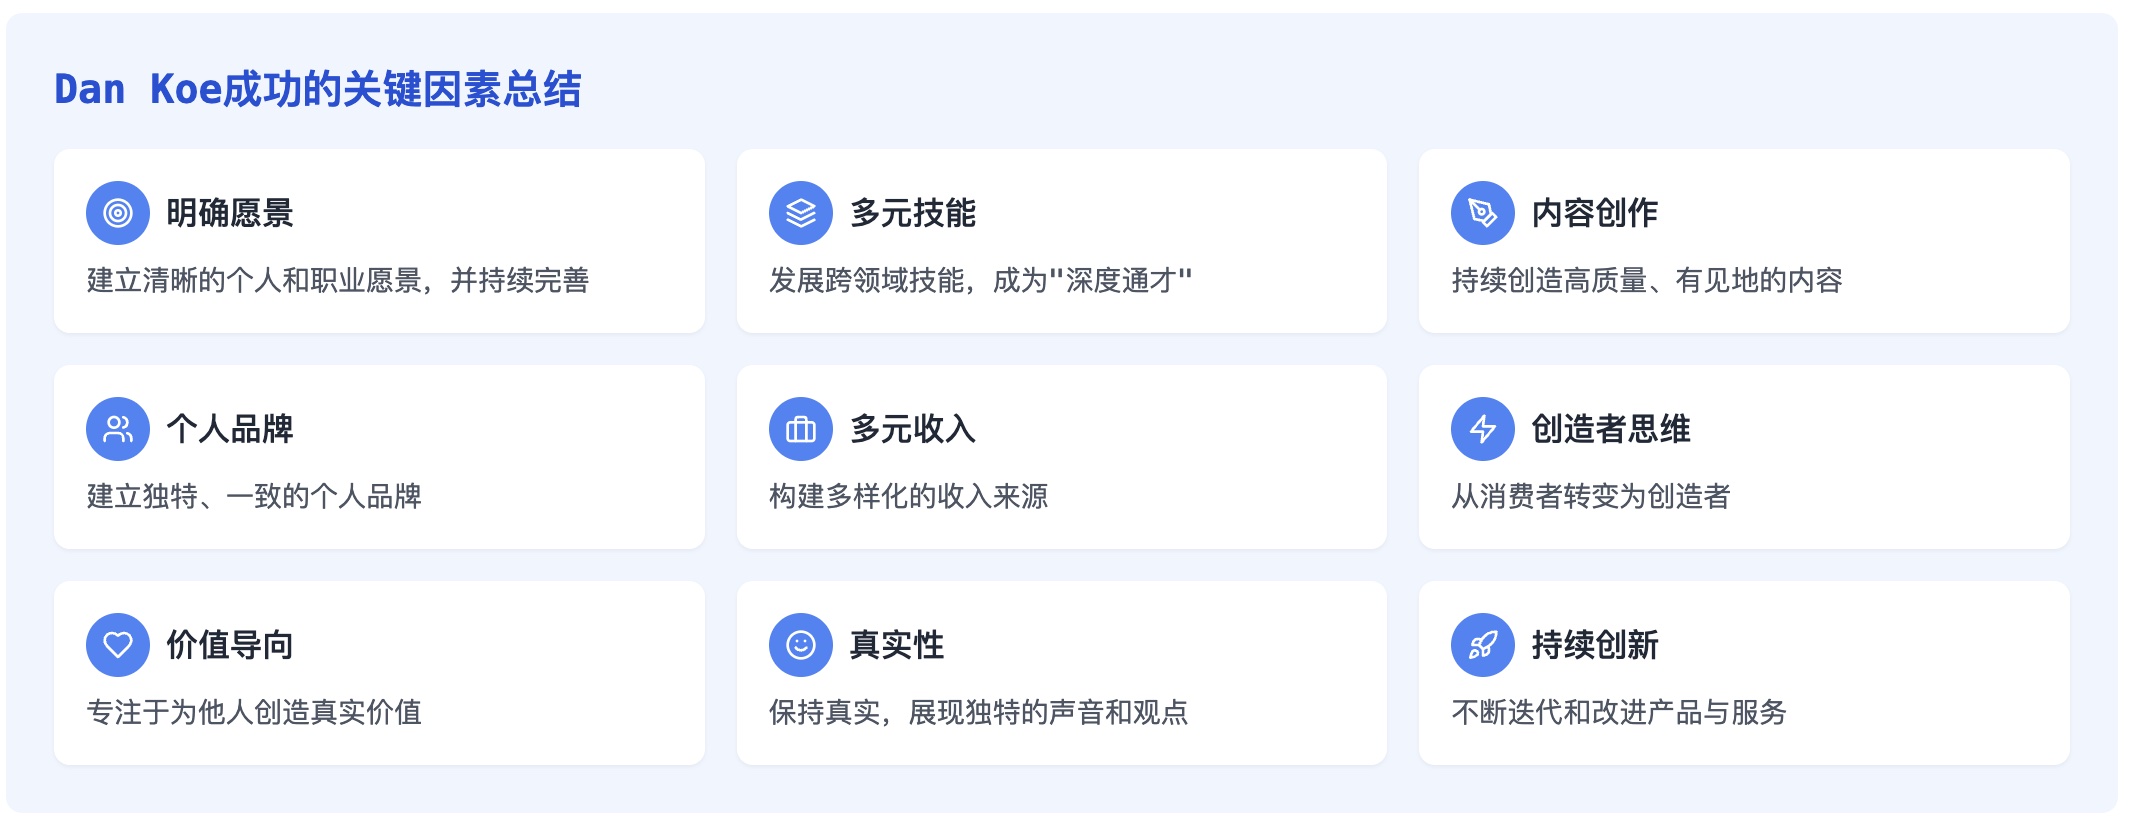 Dan Koe成功的关键因素总结
明确愿景
建立清晰的个人和职业愿景，并持续完善
多元技能
发展跨领域技能，成为"深度通才"
内容创作
持续创造高质量、有见地的内容
个人品牌
建立独特、一致的个人品牌
多元收入
构建多样化的收入来源
创造者思维
从消费者转变为创造者
价值导向
专注于为他人创造真实价值
真实性
保持真实，展现独特的声音和观点
持续创新
不断迭代和改进产品与服务